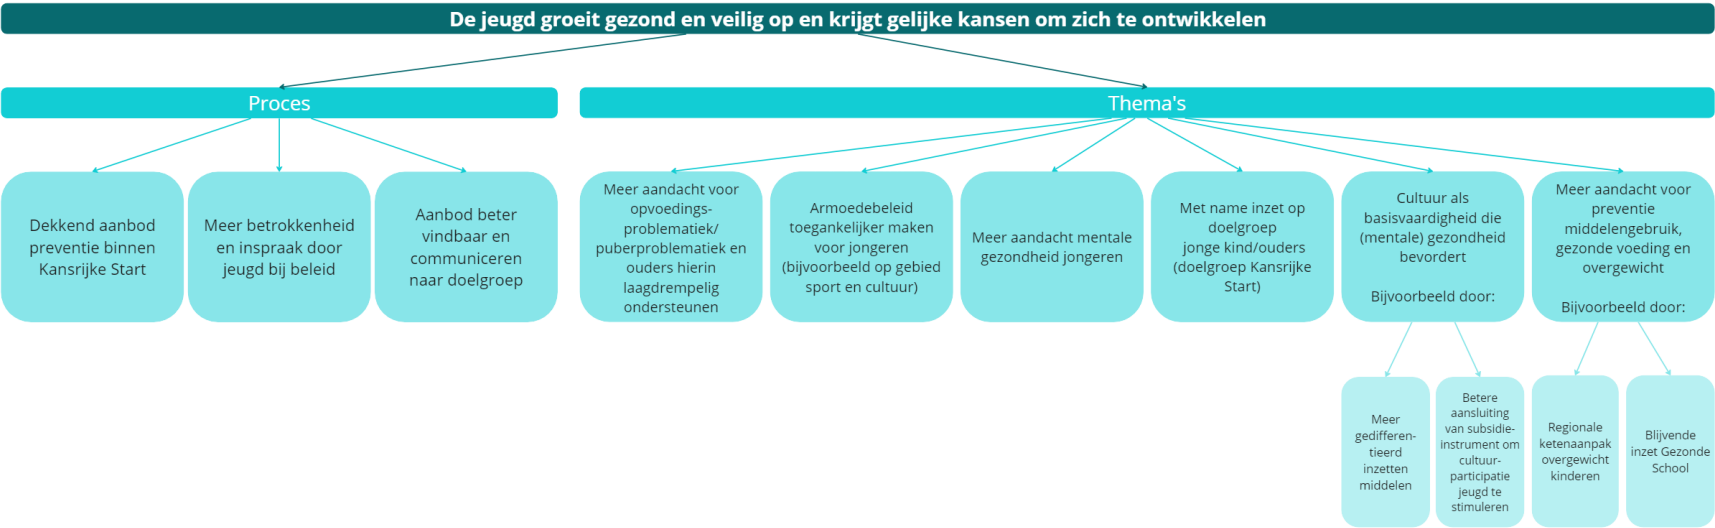 De jeugd groeit gezond en veilig op en krijgt gelijke kansen om zich te ontwikkelen
Proces
Thema's
Dekkend aanbod
preventie binnen
Kansrijke Start
Meer betrokkenheid
en inspraak door
jeugd bij beleid
Aanbod beter
vindbaar en
communiceren
naar doelgroep
Meer aandacht voor
opvoedings-
problematiek/
puberproblematiek en
ouders hierin
laagdrempelig
ondersteunen
Armoedebeleid
toegankelijker maken
voor jongeren
(bijvoorbeeld op gebied
sport en cultuur)
Meer aandacht mentale
gezondheid jongeren
Met name inzet op
doelgroep
jonge kind/ouders
(doelgroep Kansrijke
Start)
Cultuur als
basisvaardigheid die
(mentale) gezondheid
bevordert
Bijvoorbeeld door:
Meer aandacht voor
preventie
middelengebruik,
gezonde voeding en
overgewicht
Bijvoorbeeld door:
Meer
gedifferen-
tieerd
inzetten
middelen
Betere
aansluiting
van subsidie-
instrument om
cultuur-
participatie
jeugd te
stimuleren
Regionale
ketenaanpak
overgewicht
kinderen
Blijvende
inzet Gezonde
School